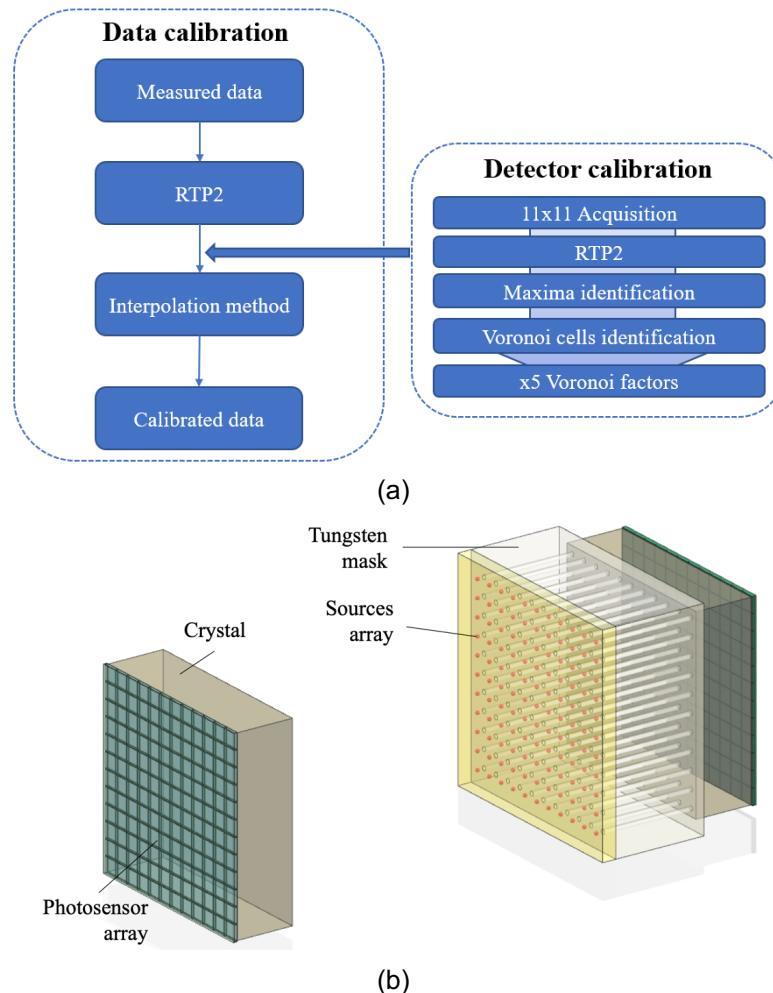 Data calibration
Measured data
RTP2
Interpolation method
Calibrated data
Detector calibration
11x11 Acquisition
RTP2
Maxima identification
Voronoi cells identification
x5 Voronoi factors
(a)
Tungsten
mask
Sources
array
Crystal
Photosensor
array
(b)